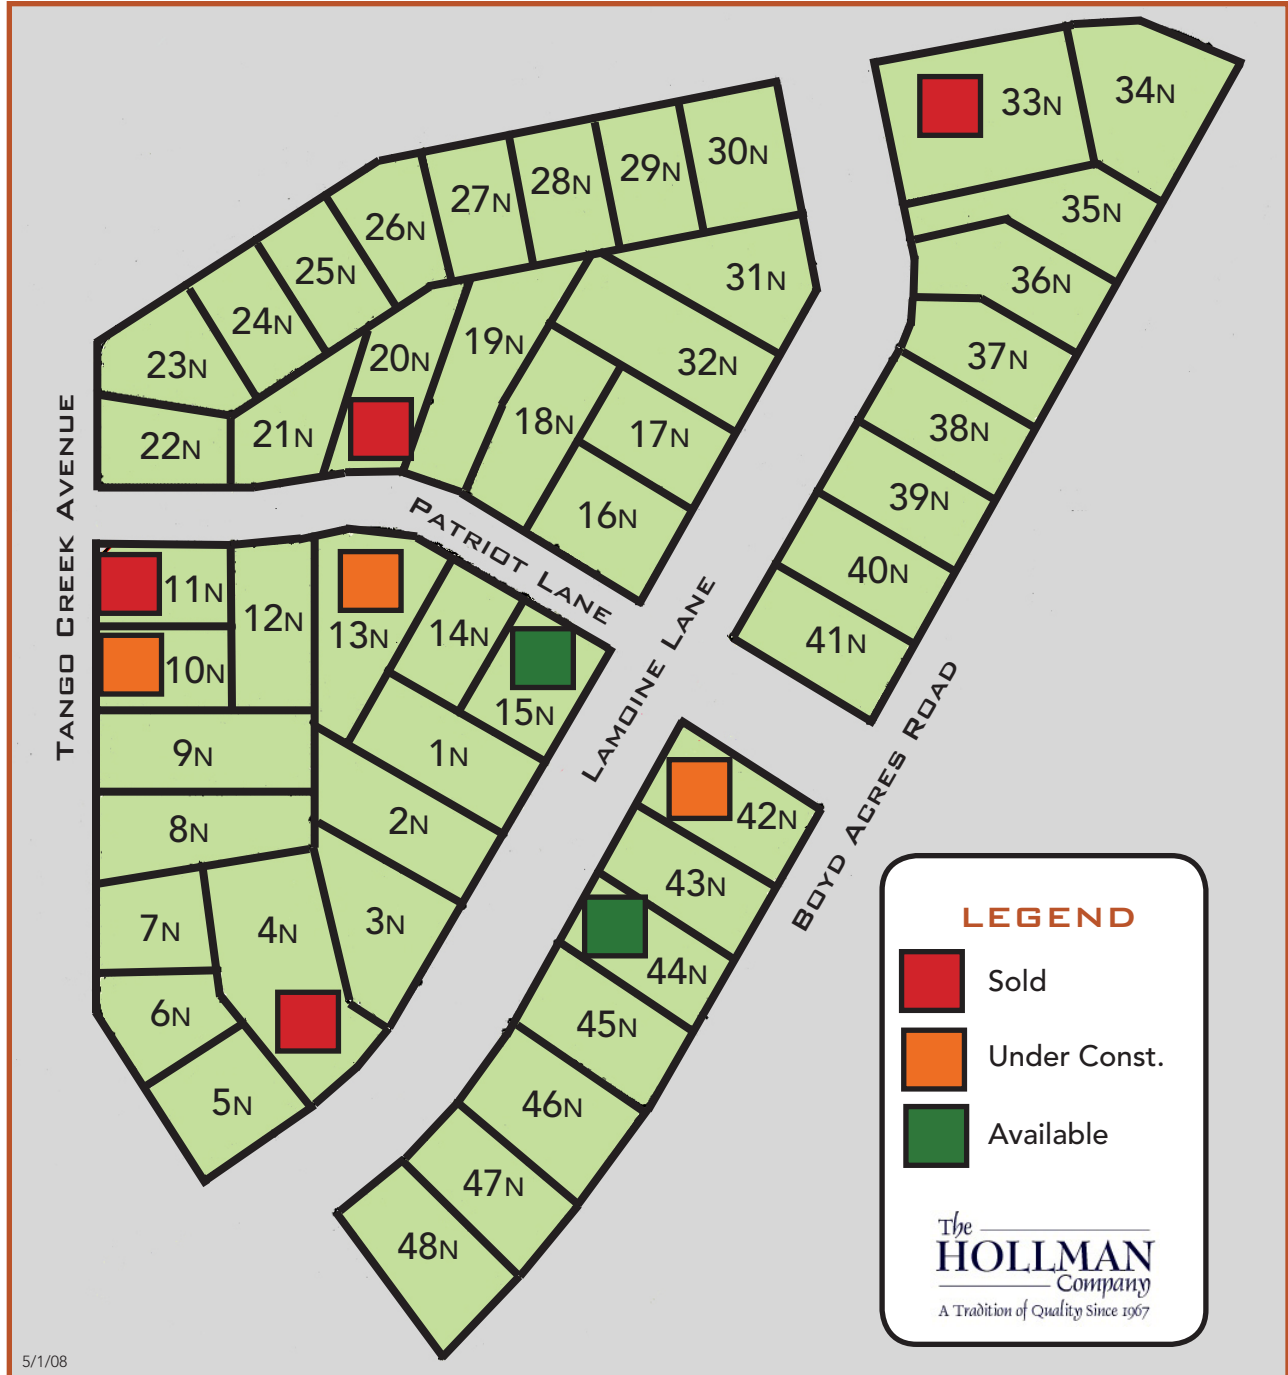 33N
34N
35N
36N
37N
38N
39N
40N
41N
30N
29N
28N
27N
26N
25N
24N
23N
22N
21N
20N
19N
18N
17N
16N
31N
32N
TANGO CREEK AVENUE
PATRIOT LANE
LAMOINE LANE
BOYD ACRES ROAD
11N
10N
12N
13N
14N
15N
9N
8N
7N
6N
5N
4N
3N
2N
1N
42N
43N
44N
45N
46N
47N
48N
LEGEND
Sold
Under Const.
Available
The
HOLLMAN
Company
A Tradition of Quality Since 1967
5/1/08